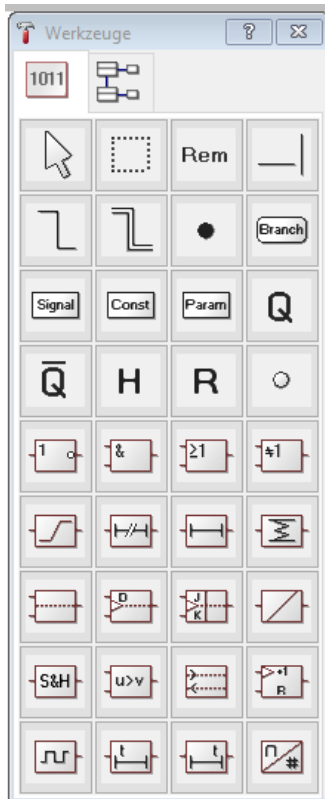 Werkzeuge ?
1011
Rem
Branch
Signal Const Param Q
Q̅ H R
1 & ≥1 ≠1
D J
K
S&H u>v +1
R
t t #